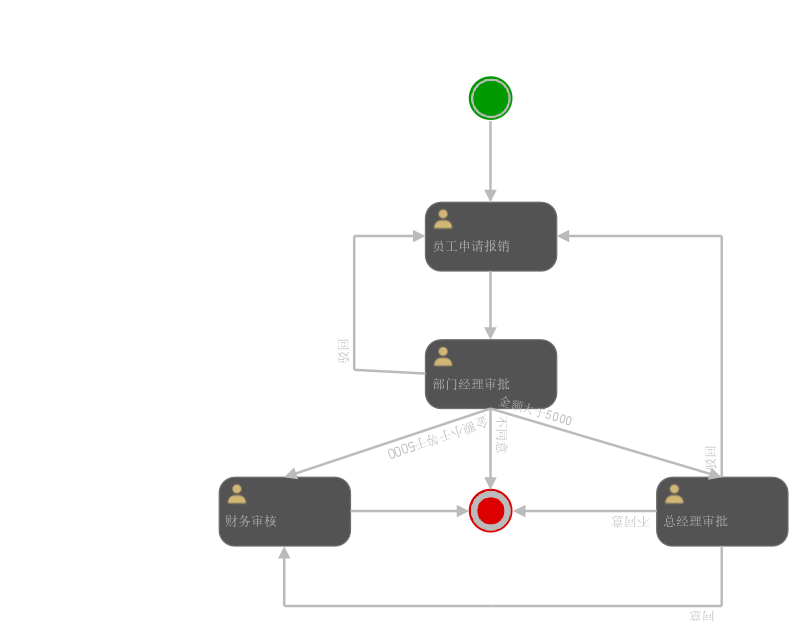 员工申请报销
驳回
部门经理审批
金额大于5000
金额小于等于5000
不同意
驳回
财务审核
不同意
总经理审批
同意